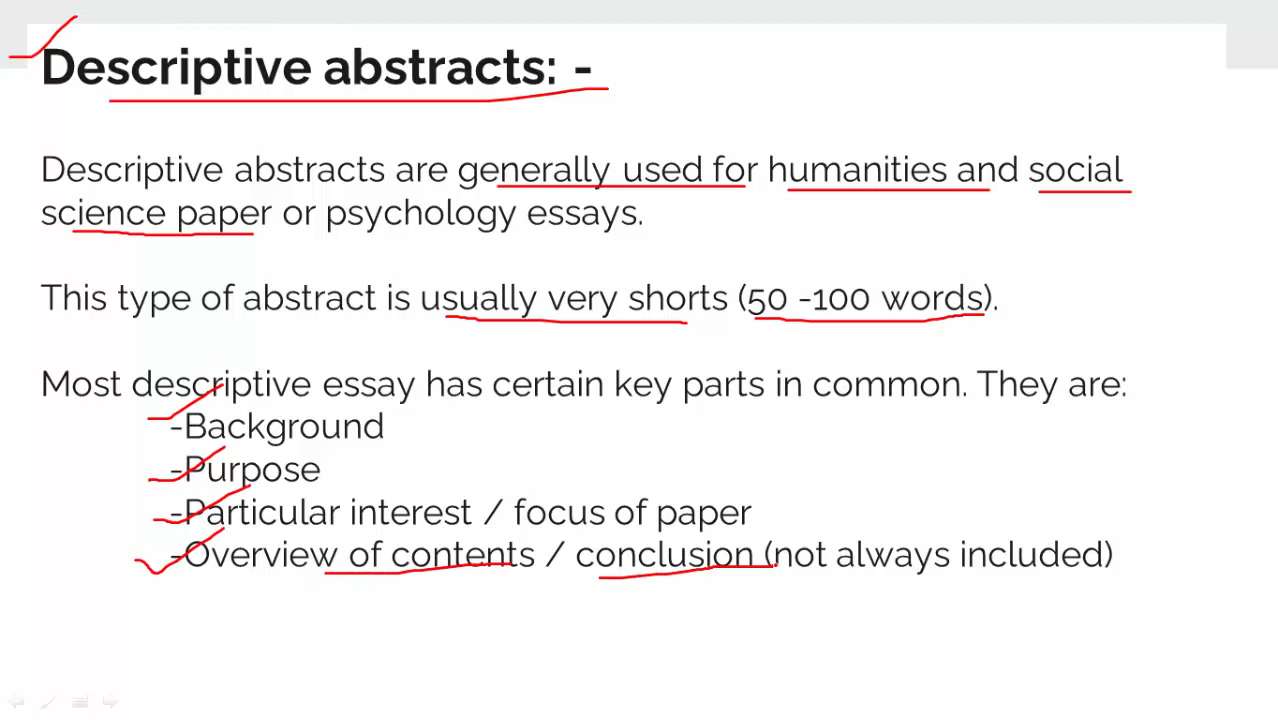 Descriptive abstracts: -
Descriptive abstracts are generally used for humanities and social
science paper or psychology essays.
This type of abstract is usually very shorts (50 -100 words).
Most descriptive essay has certain key parts in common. They are:
-Background
-Purpose
-Particular interest / focus of paper
-Overview of contents / conclusion (not always included)